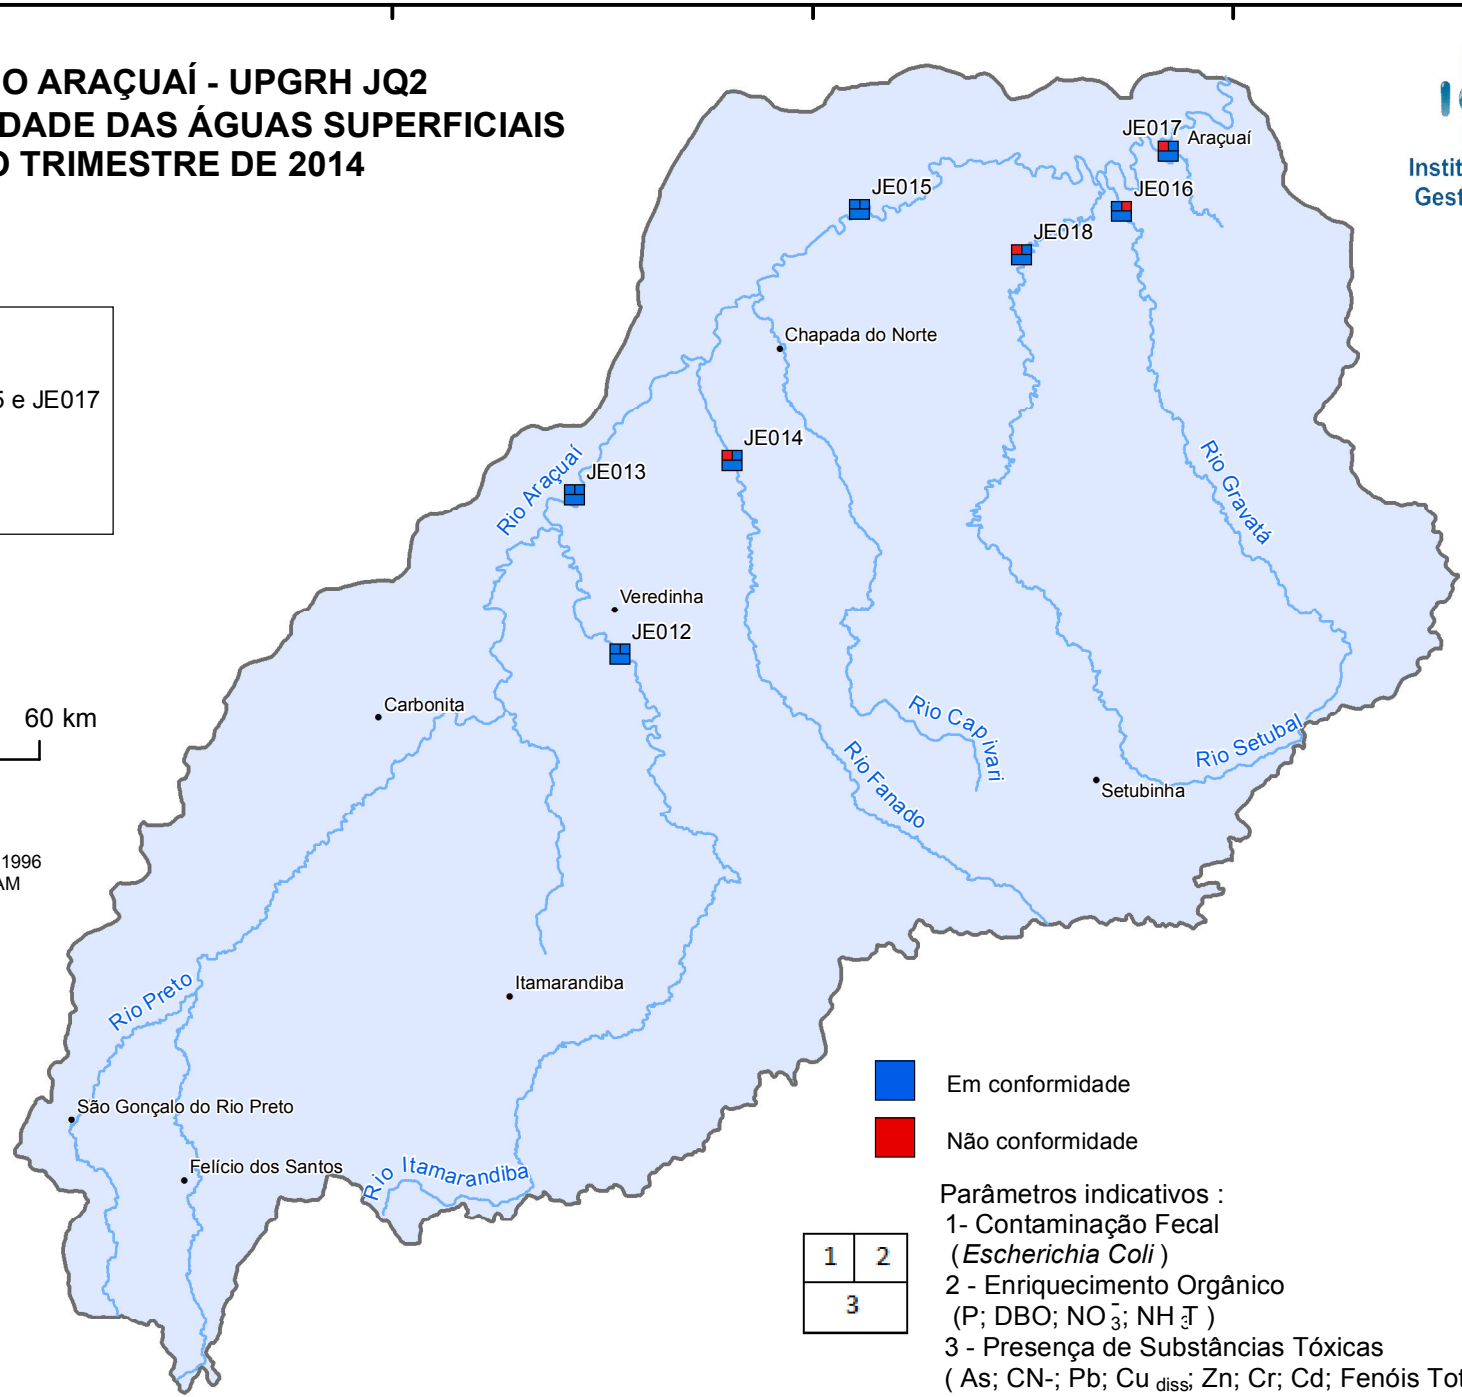 O ARAÇUAÍ - UPGRH JQ2
DADE DAS ÁGUAS SUPERFICIAIS
O TRIMESTRE DE 2014
Instit
Gest
JE017
Araçuaí
JE015
JE016
JE018
Chapada do Norte
5 e JE017
JE014
Rio Araçuaí
JE013
Rio Gravatá
Veredinha
JE012
Carbonita
60 km
Rio Capivari
Rio Setubal
Rio Fanado
Setubinha
1996
AM
Itamarandiba
Rio Preto
São Gonçalo do Rio Preto
Felício dos Santos
Rio Itamarandiba
Em conformidade
Não conformidade
Parâmetros indicativos :
1- Contaminação Fecal
(Escherichia Coli )
2 - Enriquecimento Orgânico
(P; DBO; NO3-; NH3T )
3 - Presença de Substâncias Tóxicas
( As; CN-; Pb; Cu diss; Zn; Cr; Cd; Fenóis Tot
1 2
3